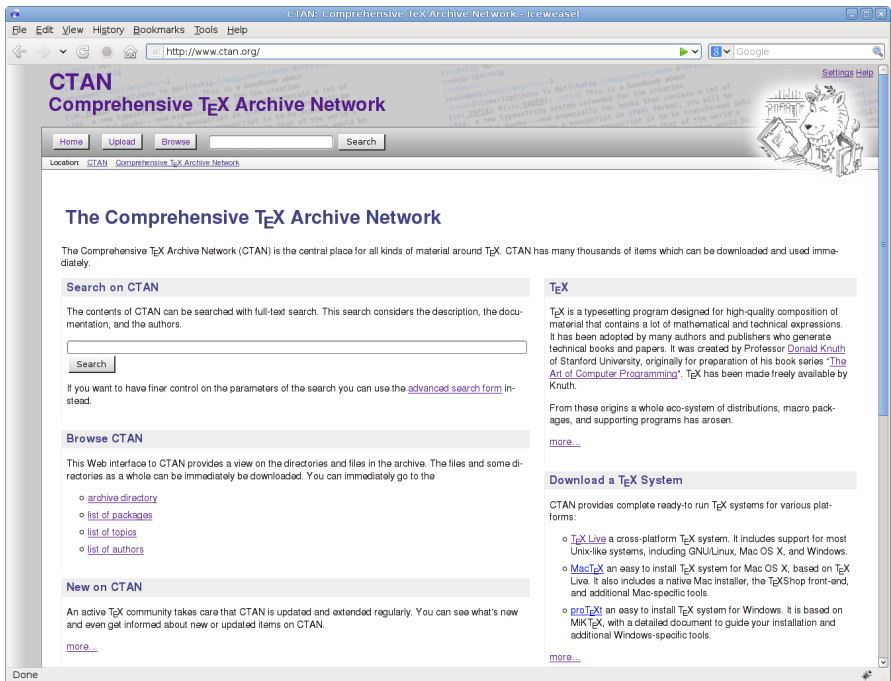 CTAN: Comprehensive TeX Archive Network - Iceweasel
File Edit View History Bookmarks Tools Help
http://www.ctan.org/
Google
CTAN
Comprehensive TEX Archive Network
Settings Help
Home Upload Browse Search
Location: CTAN Comprehensive TEX Archive Network
The Comprehensive TEX Archive Network
The Comprehensive TEX Archive Network (CTAN) is the central place for all kinds of material around TEX. CTAN has many thousands of items which can be downloaded and used imme-
diately.
Search on CTAN
The contents of CTAN can be searched with full-text search. This search considers the description, the docu-
mentation, and the authors.
Search
If you want to have finer control on the parameters of the search you can use the advanced search form in-
stead.
Browse CTAN
This Web interface to CTAN provides a view on the directories and files in the archive. The files and some di-
rectories as a whole can be immediately be downloaded. You can immediately go to the
archive directory
list of packages
list of topics
list of authors
New on CTAN
An active TEX community takes care that CTAN is updated and extended regularly. You can see what's new
and even get informed about new or updated items on CTAN.
more...
TEX
TEX is a typesetting program designed for high-quality composition of
material that contains a lot of mathematical and technical expressions.
It has been adopted by many authors and publishers who generate
technical books and papers. It was created by Professor Donald Knuth
of Stanford University, originally for preparation of his book series "The
Art of Computer Programming". TEX has been made freely available by
Knuth.
From these origins a whole eco-system of distributions, macro pack-
ages, and supporting programs has arosen.
more...
Download a TEX System
CTAN provides complete ready-to run TEX systems for various plat-
forms:
TEX Live a cross-platform TEX system. It includes support for most
Unix-like systems, including GNU/Linux, Mac OS X, and Windows.
MacTEX an easy to install TEX system for Mac OS X, based on TEX
Live. It also includes a native Mac installer, the TEXShop front-end,
and additional Mac-specific tools.
proTEXt an easy to install TEX system for Windows. It is based on
MiKTEX, with a detailed document to guide your installation and
additional Windows-specific tools.
more...
Done